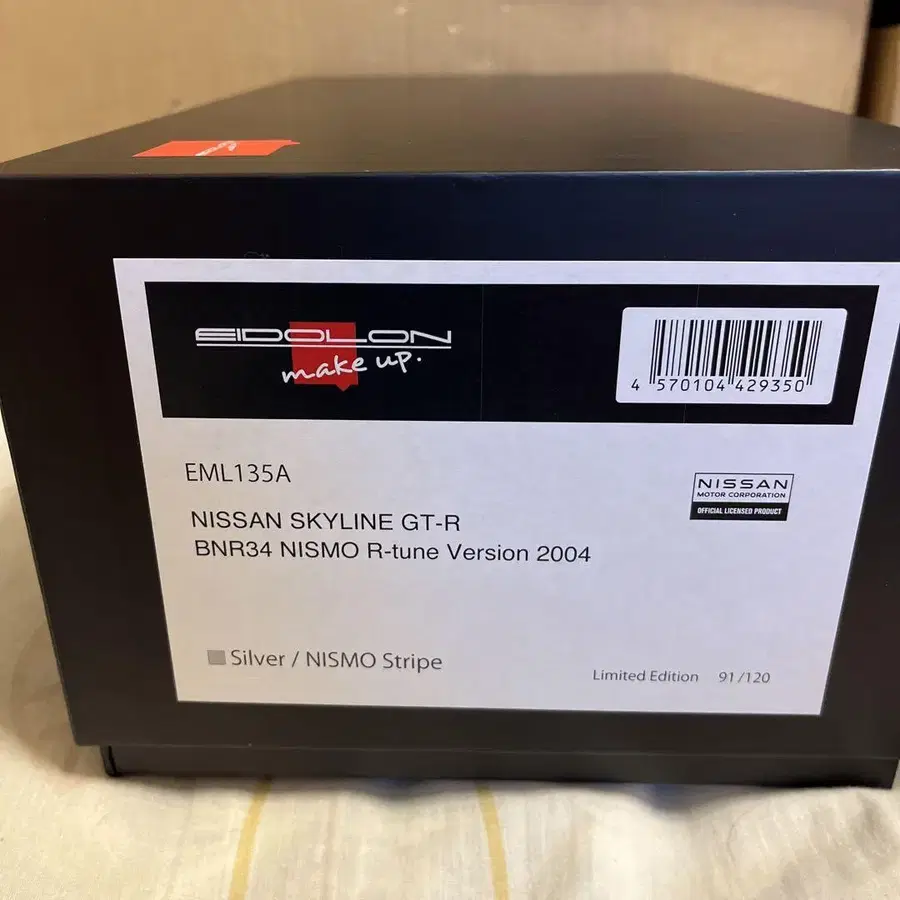 EIDOLON
make up.
4 570104 429350
EML135A
NISSAN
MOTOR CORPORATION
OFFICIAL LICENSED PRODUCT
NISSAN SKYLINE GT-R
BNR34 NISMO R-tune Version 2004
Silver / NISMO Stripe
Limited Edition 91/120